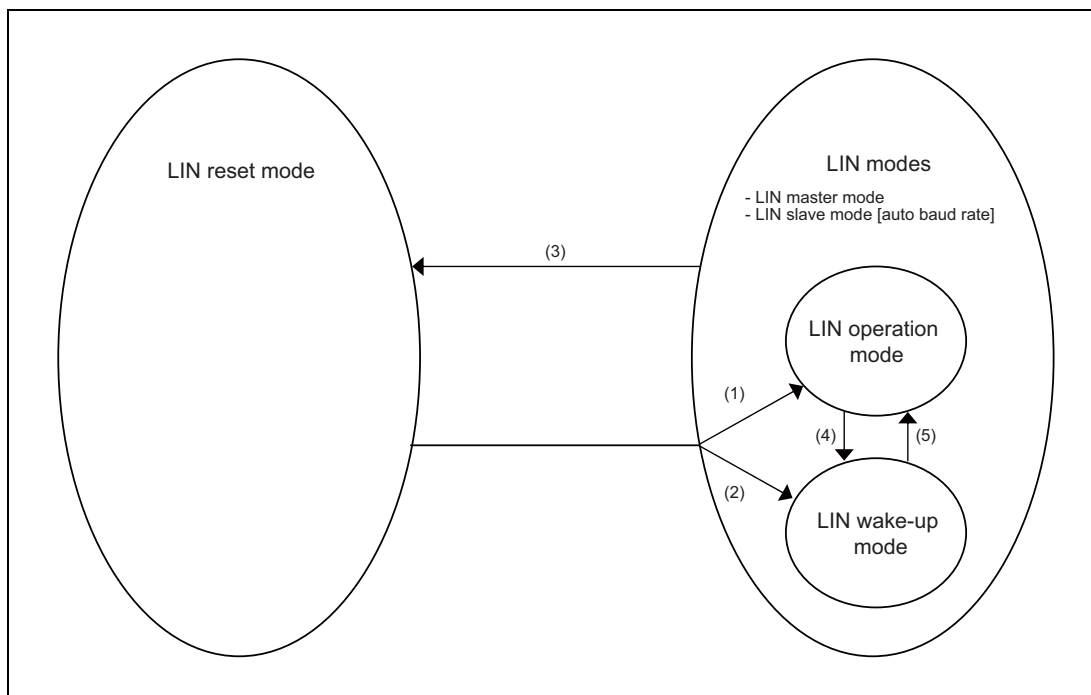 LIN reset mode
LIN modes
- LIN master mode
- LIN slave mode [auto baud rate]
(3)
LIN operation
mode
(1)
(4)
(5)
(2)
LIN wake-up
mode